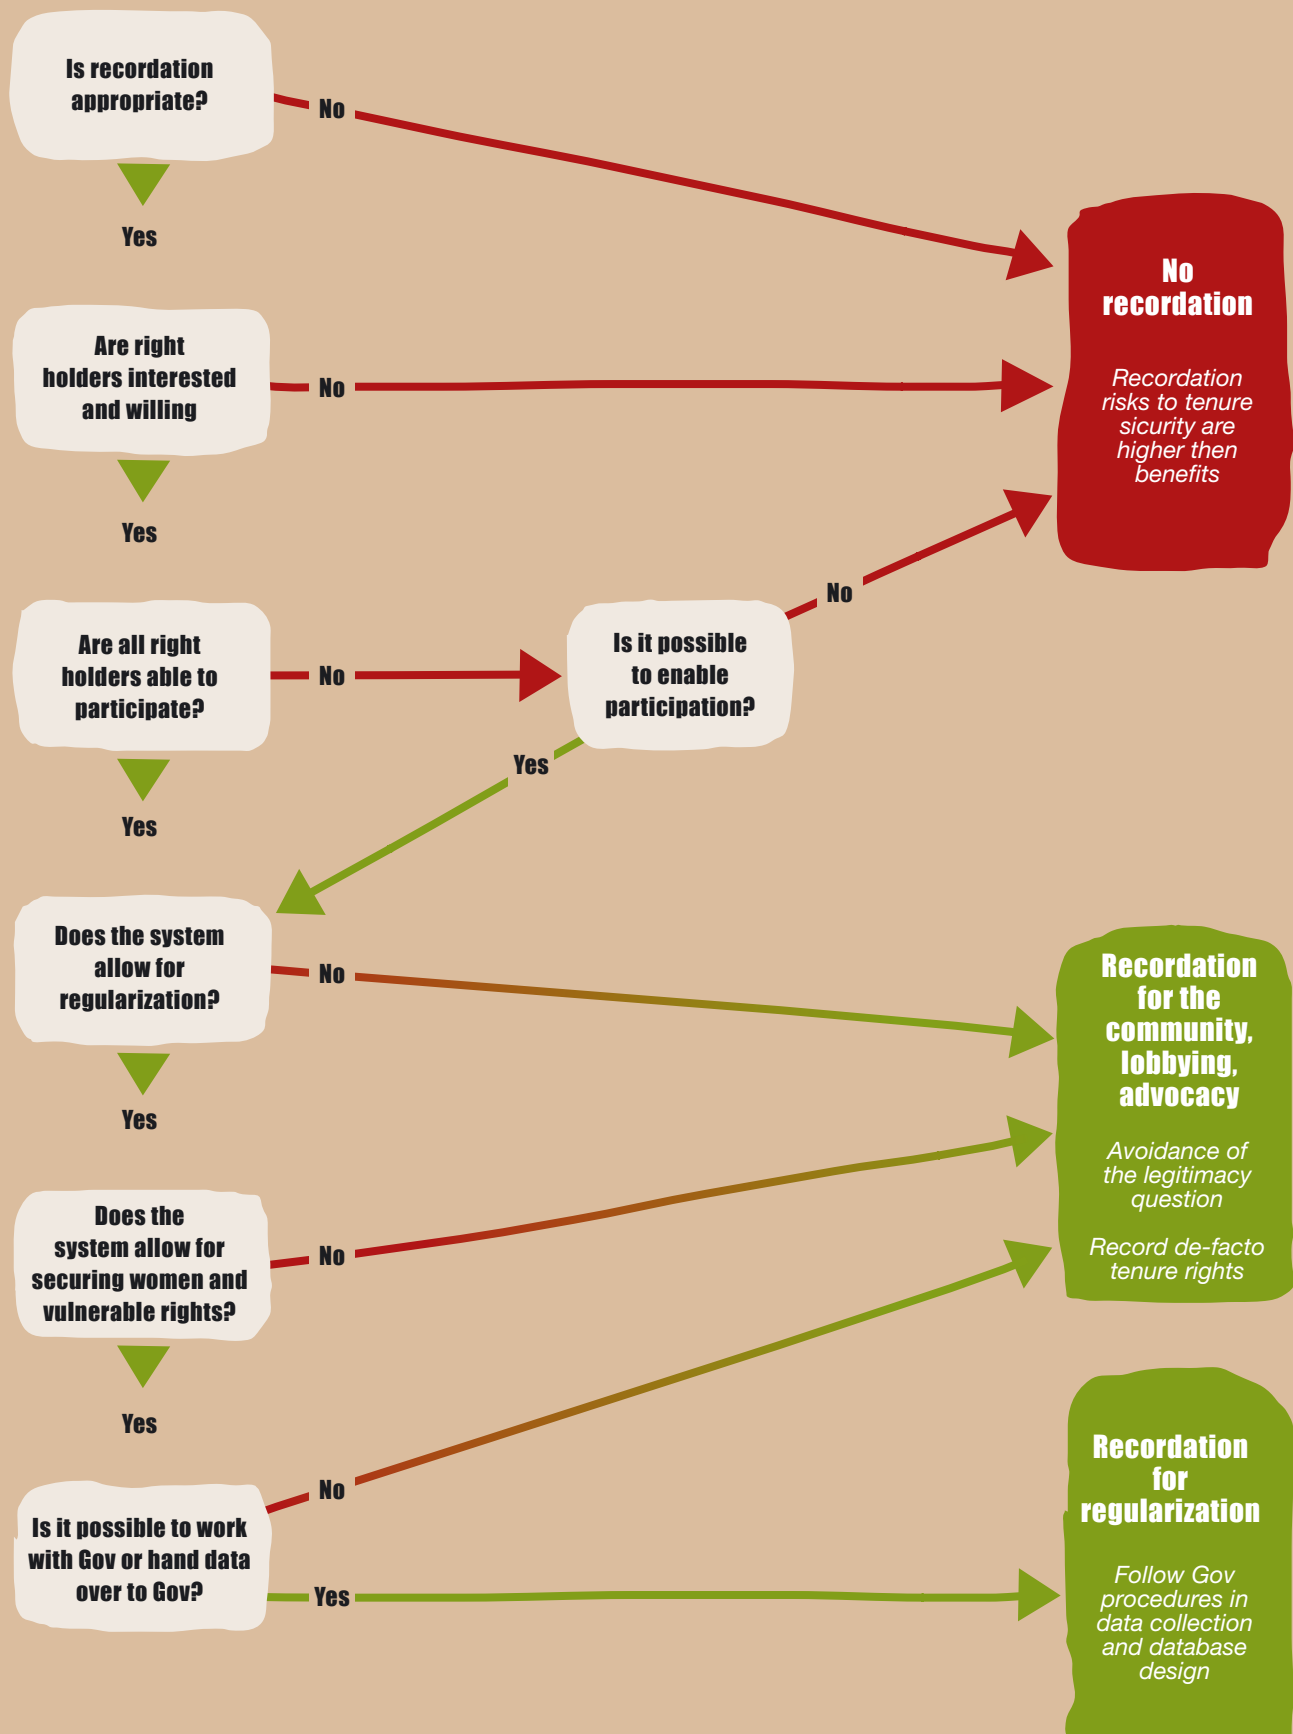 Is recordation
appropriate?
No
Yes
No
recordation
Recordation
risks to tenure
sicurity are
higher then
benefits
Are right
holders interested
and willing
No
Yes
Are all right
holders able to
participate?
No
Is it possible
to enable
participation?
No
Yes
Yes
Does the system
allow for
regularization?
No
Yes
Recordation
for the
community,
lobbying,
advocacy
Avoidance of
the legitimacy
question
Record de-facto
tenure rights
Does the
system allow for
securing women and
vulnerable rights?
No
Yes
Is it possible to work
with Gov or hand data
over to Gov?
No
Yes
Recordation
for
regularization
Follow Gov
procedures in
data collection
and database
design